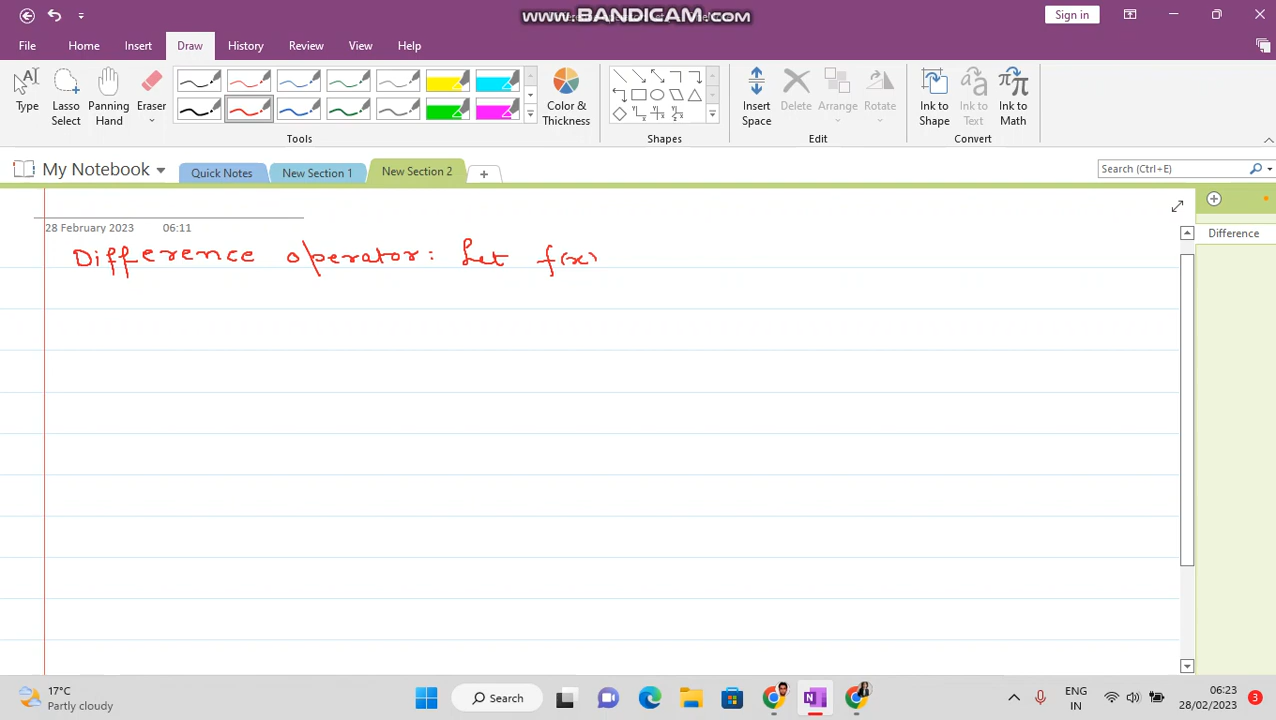 www.BANDICAM.com
Sign in
File Home Insert Draw History Review View Help
Type Lasso Select Panning Hand Eraser Color & Thickness Insert Space Delete Arrange Rotate Ink to Shape Ink to Text Ink to Math
Tools Shapes Edit Convert
My Notebook Quick Notes New Section 1 New Section 2 Search (Ctrl+E)
28 February 2023 06:11
Difference
Difference operator: Let f(x)
17°C
Partly cloudy
Search
ENG
IN
06:23
28/02/2023
3